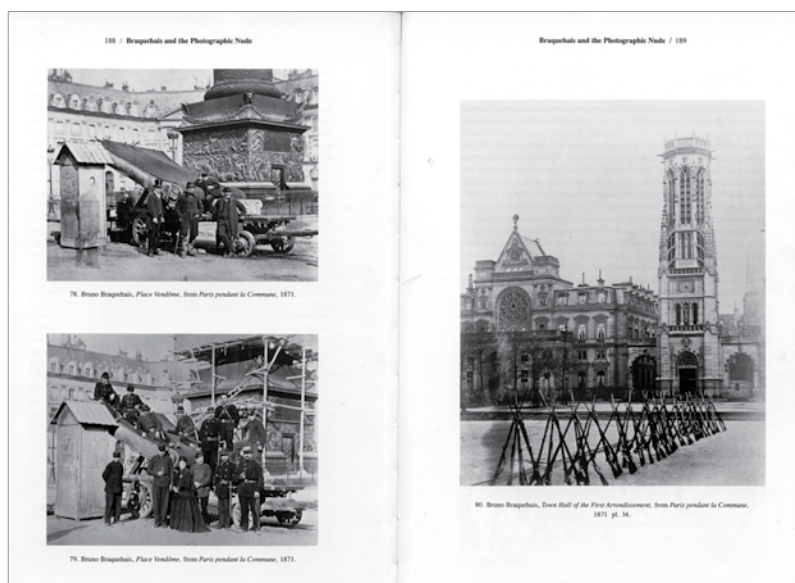 188 / Braquehais and the Photographic Nude
78. Bruno Braquehais, Place Vendôme, from Paris pendant la Commune, 1871.
79. Bruno Braquehais, Place Vendôme, from Paris pendant la Commune, 1871.
Braquehais and the Photographic Nude / 189
80. Bruno Braquehais, Town Hall of the First Arrondissement, from Paris pendant la Commune,
1871 pl. 34.